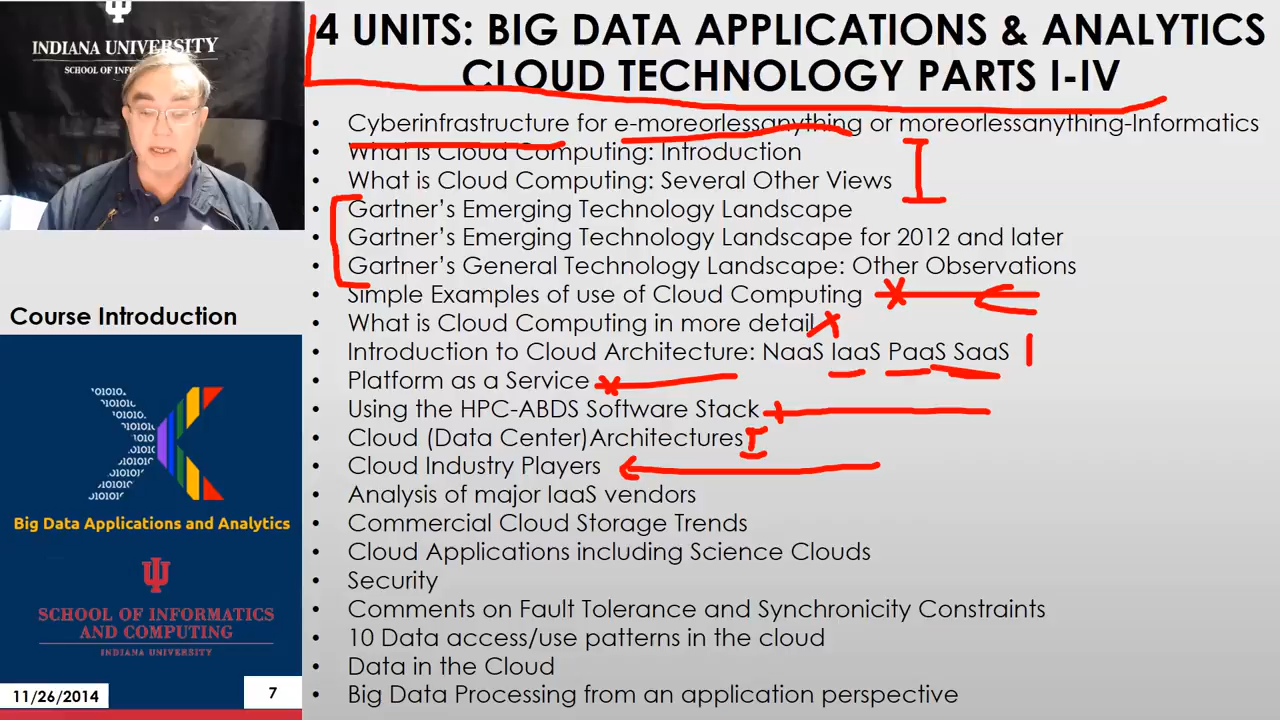 INDIANA UNIVERSITY
SCHOOL OF INFO
4 UNITS: BIG DATA APPLICATIONS & ANALYTICS
CLOUD TECHNOLOGY PARTS I-IV
• Cyberinfrastructure for e-moreorlessanything or moreorlessanything-Informatics
• What is Cloud Computing: Introduction
• What is Cloud Computing: Several Other Views
• Gartner's Emerging Technology Landscape
• Gartner's Emerging Technology Landscape for 2012 and later
• Gartner's General Technology Landscape: Other Observations
• Simple Examples of use of Cloud Computing
• What is Cloud Computing in more detail
• Introduction to Cloud Architecture: NaaS IaaS PaaS SaaS
• Platform as a Service
• Using the HPC-ABDS Software Stack
• Cloud (Data Center)Architectures
• Cloud Industry Players
• Analysis of major IaaS vendors
• Commercial Cloud Storage Trends
• Cloud Applications including Science Clouds
• Security
• Comments on Fault Tolerance and Synchronicity Constraints
• 10 Data access/use patterns in the cloud
• Data in the Cloud
• Big Data Processing from an application perspective
Course Introduction
Big Data Applications and Analytics
SCHOOL OF INFORMATICS
AND COMPUTING
INDIANA UNIVERSITY
11/26/2014
7